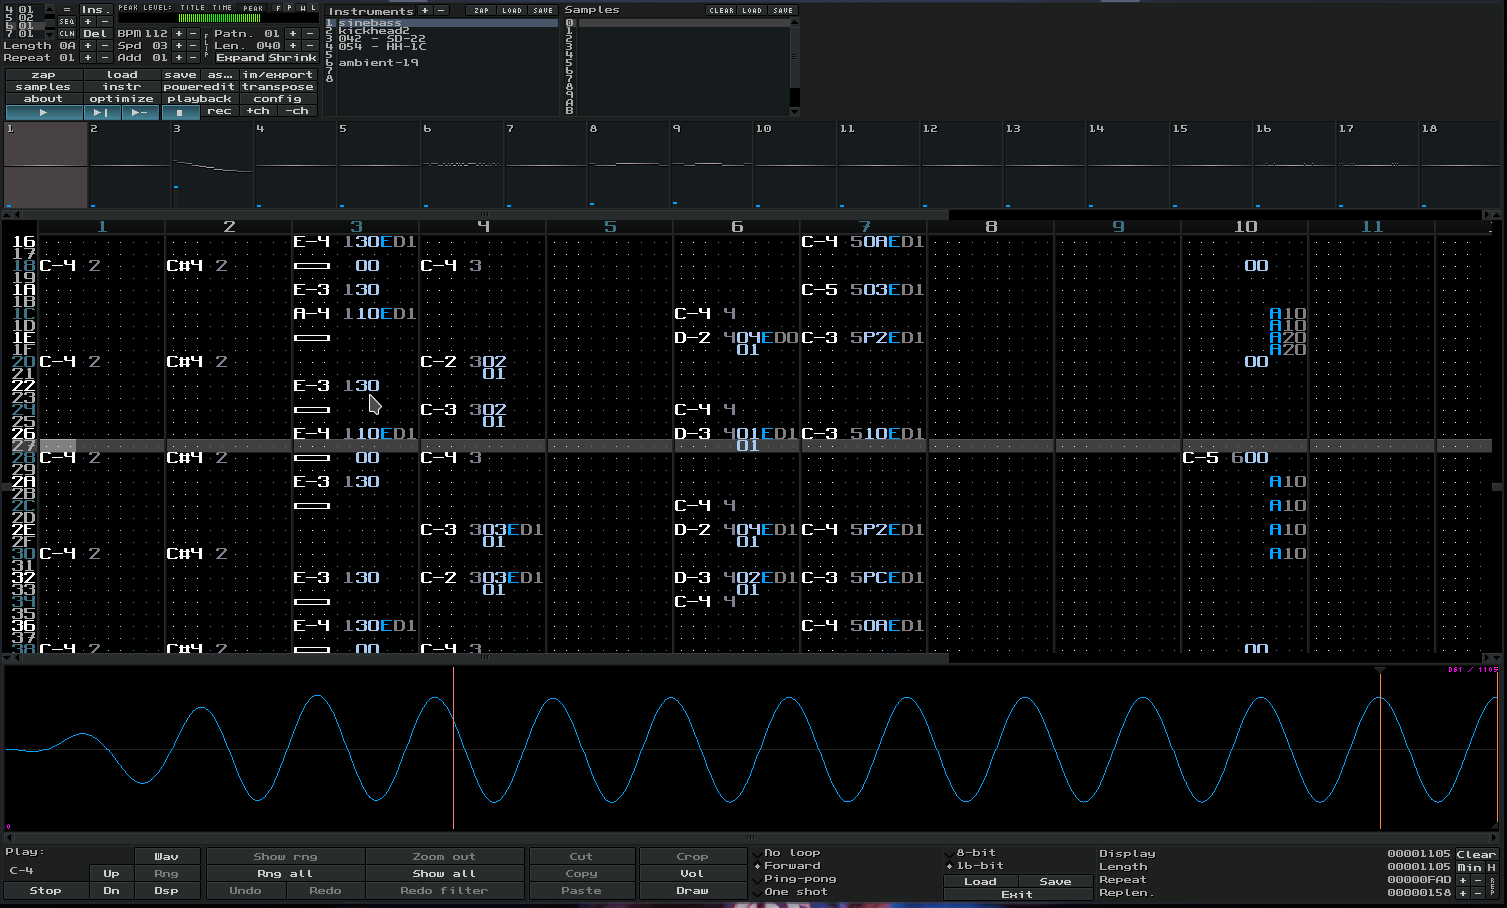 4 01
5 02
6 01
7 01
= Ins.
SEQ + -
CLN Del
PEAK LEVEL: TITLE TIME PEAK F P W L
BPM 112 + - FLIP Patn. 01 + -
Length 0A + - Spd 03 + - Len. 040 + -
Repeat 01 + - Add 01 + - Expand Shrink
zap load save as... im/export
samples instr poweredit transpose
about optimize playback config
rec +ch -ch
Instruments + - ZAP LOAD SAVE
1 sinebass
2 kickhead2
3 042 - SD-22
4 054 - HH-1C
5
6 ambient-19
7
8
Samples CLEAR LOAD SAVE
0
1
2
3
4
5
6
7
8
9
A
B
1 2 3 4 5 6 7 8 9 10 11 12 13 14 15 16 17 18
1 2 3 4 5 6 7 8 9 10 11
16 E-4 130ED1 C-4 50AED1
17
18 C-4 2 C#4 2 00 C-4 3 00
19
1A E-3 130 C-5 503ED1
1B
1C A-4 110ED1 C-4 4 A10
1D A10
1E D-2 404ED0 C-3 5P2ED1 A20
1F 01 A20
20 C-4 2 C#4 2 C-2 302 00
21 01
22 E-3 130
23
24 C-3 302 C-4 4
25 01
26 E-4 110ED1 D-3 401ED1 C-3 510ED1
27 01
28 C-4 2 C#4 2 00 C-4 3 C-5 600
29
2A E-3 130 A10
2B
2C C-4 4 A10
2D
2E C-3 303ED1 D-2 404ED1 C-4 5P2ED1 A10
2F 01 01
30 C-4 2 C#4 2 A10
31
32 E-3 130 C-2 303ED1 D-3 402ED1 C-3 5PCED1
33 01 01
34 C-4 4
35
36 E-4 130ED1 C-4 50AED1
37
38 C-4 2 C#4 2 00 C-4 3 00
0
Play:
C-4
Wav
Up Rng
Stop Dn Dsp
Show rng Zoom out
Rng all Show all
Undo Redo Redo filter
Cut Crop
Copy Vol
Paste Draw
No loop
Forward
Ping-pong
One shot
8-bit
16-bit
Load Save
Exit
Display 00001105 Clear
Length 00001105 Min H
Repeat 00000FAD + -
Replen. 00000158 + -
REP